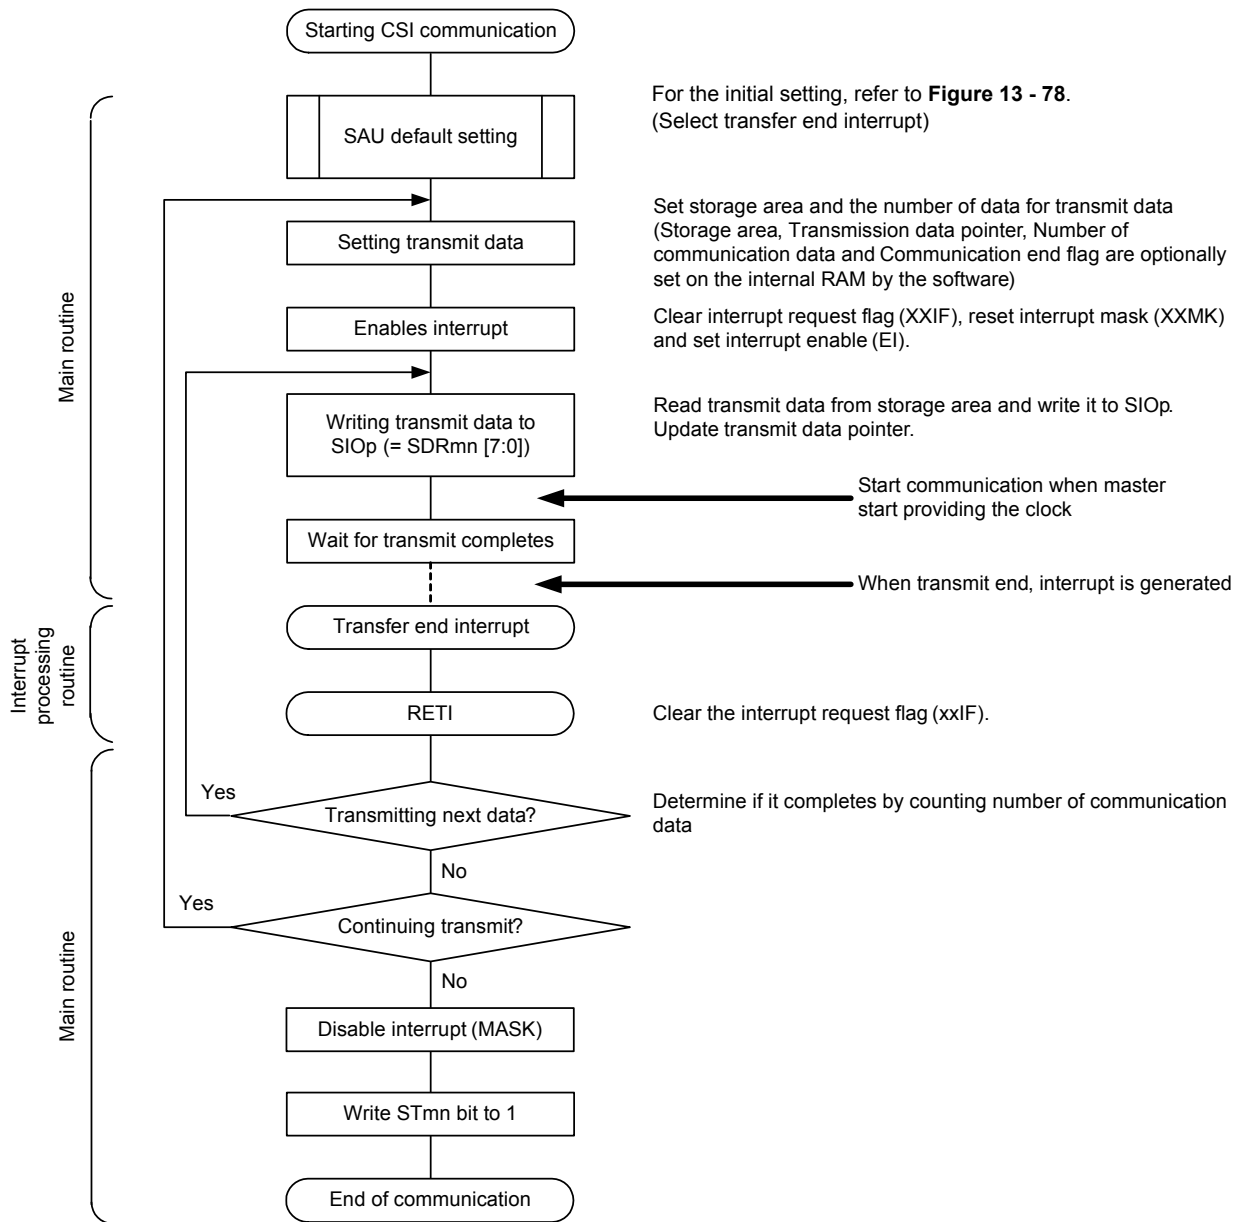 Starting CSI communication
For the initial setting, refer to Figure 13 - 78.
(Select transfer end interrupt)
SAU default setting
Set storage area and the number of data for transmit data
(Storage area, Transmission data pointer, Number of
communication data and Communication end flag are optionally
set on the internal RAM by the software)
Setting transmit data
Main routine
Enables interrupt
Clear interrupt request flag (XXIF), reset interrupt mask (XXMK)
and set interrupt enable (EI).
Writing transmit data to
SIOp (= SDRmn [7:0])
Read transmit data from storage area and write it to SIOp.
Update transmit data pointer.
Start communication when master
start providing the clock
Wait for transmit completes
When transmit end, interrupt is generated
Transfer end interrupt
Interrupt
processing
routine
RETI
Clear the interrupt request flag (xxIF).
Yes
Transmitting next data?
Determine if it completes by counting number of communication
data
No
Yes
Continuing transmit?
No
Main routine
Disable interrupt (MASK)
Write STmn bit to 1
End of communication